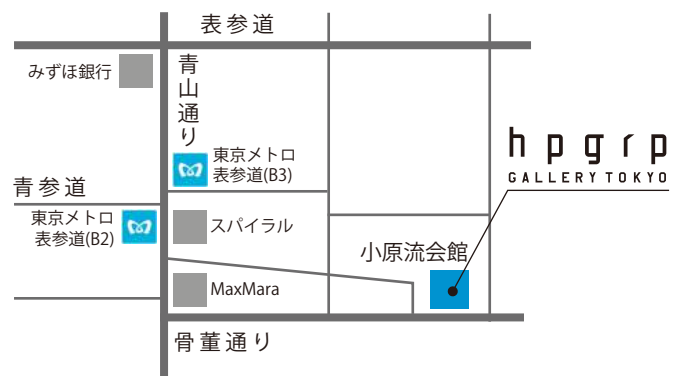 表参道
みずほ銀行
青山通り
hpgrp
GALLERY TOKYO
東京メトロ
表参道(B3)
青参道
東京メトロ
表参道(B2)
スパイラル
小原流会館
MaxMara
骨董通り